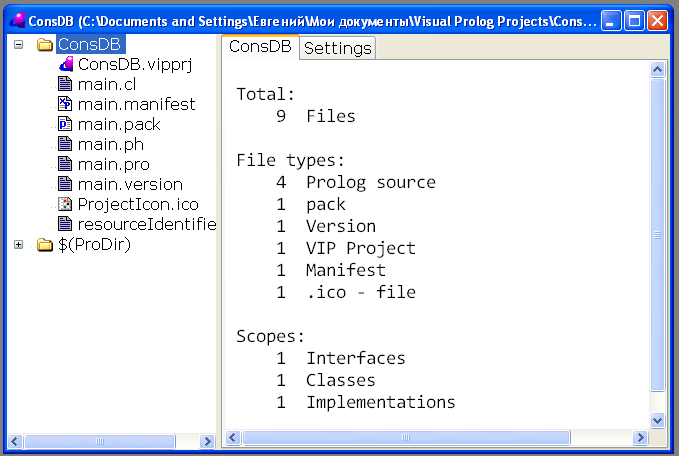 ConsDB (C:\Documents and Settings\Евгений\Мои документы\Visual Prolog Projects\Cons...
ConsDB
ConsDB.vipprj
main.cl
main.manifest
main.pack
main.ph
main.pro
main.version
ProjectIcon.ico
resourceIdentifie
$(ProDir)
ConsDB Settings
Total:
9 Files
File types:
4 Prolog source
1 pack
1 Version
1 VIP Project
1 Manifest
1 .ico - file
Scopes:
1 Interfaces
1 Classes
1 Implementations